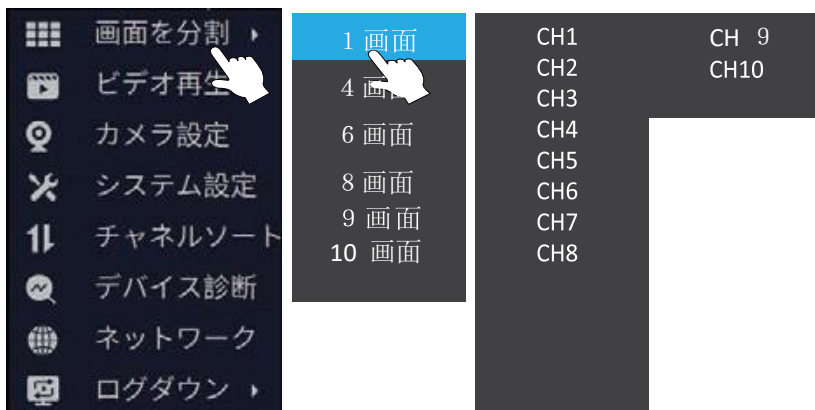 画面を分割
ビデオ再生
カメラ設定
システム設定
チャネルソート
デバイス診断
ネットワーク
ログダウン
1 画面
4 画面
6 画面
8 画面
9 画面
10 画面
CH1
CH2
CH3
CH4
CH5
CH6
CH7
CH8
CH 9
CH10